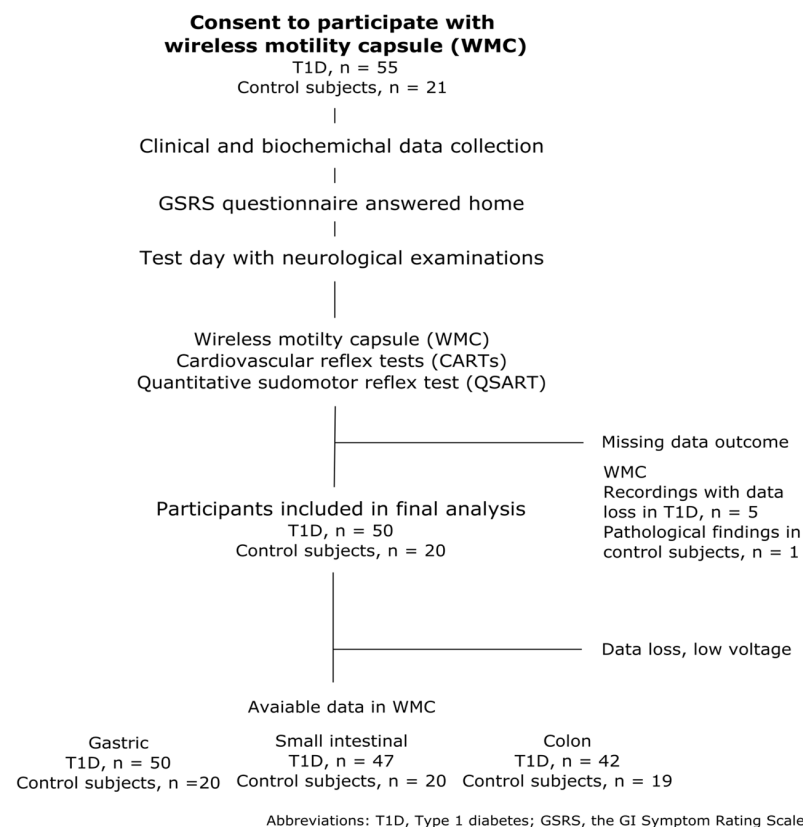 Consent to participate with
wireless motility capsule (WMC)
T1D, n = 55
Control subjects, n = 21
Clinical and biochemichal data collection
GSRS questionnaire answered home
Test day with neurological examinations
Wireless motilty capsule (WMC)
Cardiovascular reflex tests (CARTs)
Quantitative sudomotor reflex test (QSART)
Missing data outcome
WMC
Recordings with data
loss in T1D, n = 5
Pathological findings in
control subjects, n = 1
Participants included in final analysis
T1D, n = 50
Control subjects, n = 20
Data loss, low voltage
Avaiable data in WMC
Gastric
T1D, n = 50
Control subjects, n =20
Small intestinal
T1D, n = 47
Control subjects, n = 20
Colon
T1D, n = 42
Control subjects, n = 19
Abbreviations: T1D, Type 1 diabetes; GSRS, the GI Symptom Rating Scale